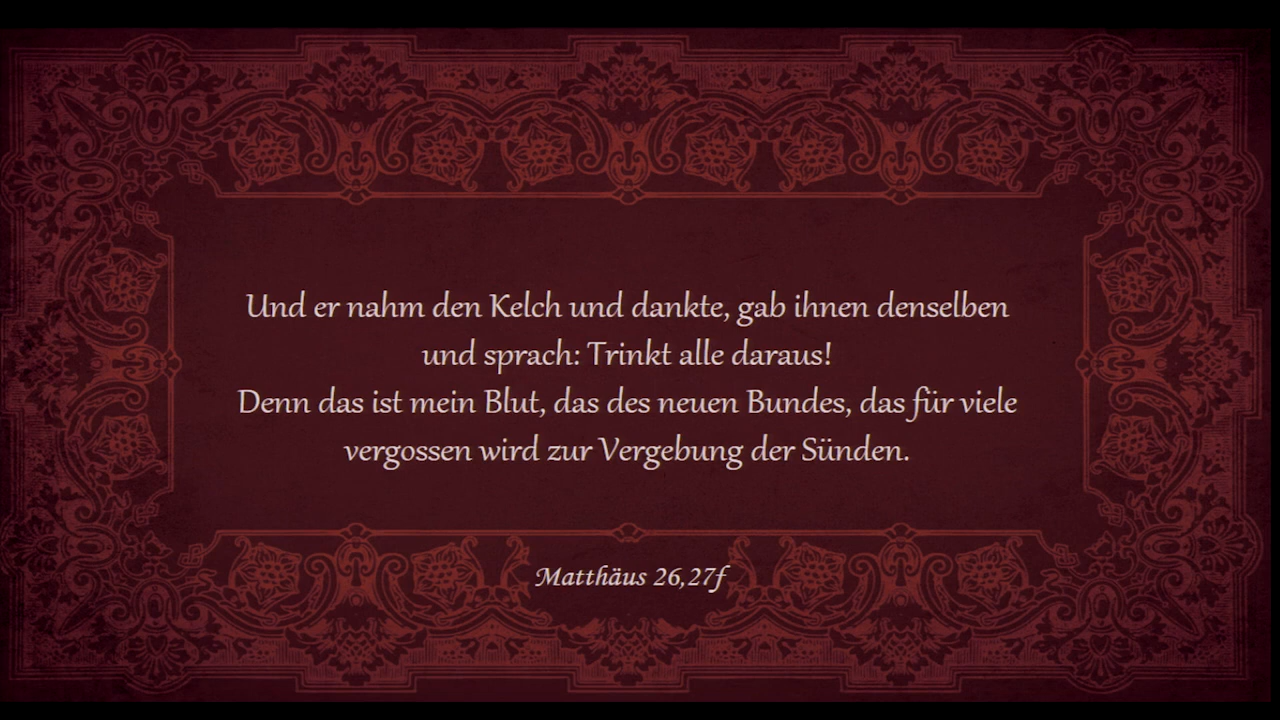 Und er nahm den Kelch und dankte, gab ihnen denselben
und sprach: Trinkt alle daraus!
Denn das ist mein Blut, das des neuen Bundes, das für viele
vergossen wird zur Vergebung der Sünden.
Matthäus 26,27f